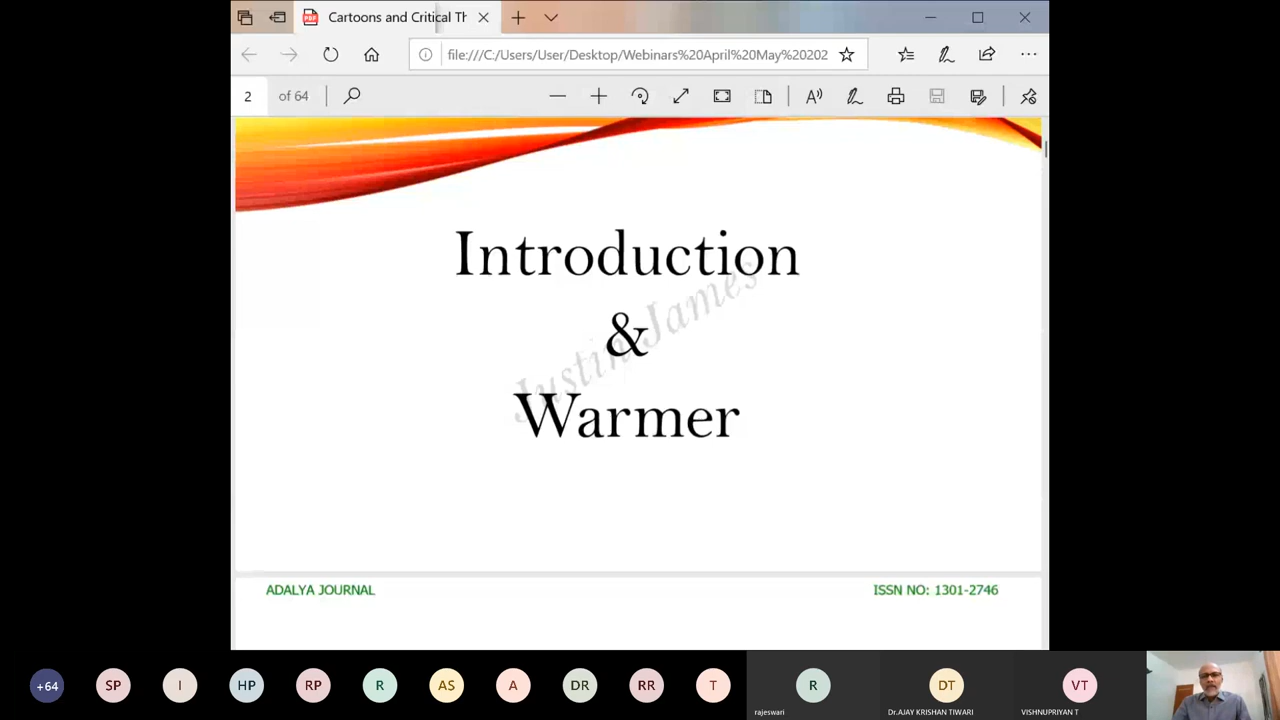 Cartoons and Critical Th
file:///C:/Users/User/Desktop/Webinars%20April%20May%20202
2 of 64
Introduction
&
Warmer
Justin James
ADALYA JOURNAL
ISSN NO: 1301-2746
+64 SP I HP RP R AS A DR RR T R DT VT
rajeswari Dr.AJAY KRISHAN TIWARI VISHNUPRIYAN T